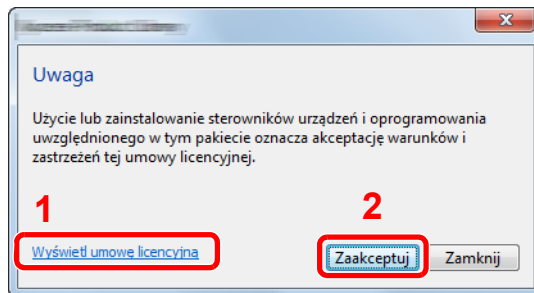 Uwaga
Użycie lub zainstalowanie sterowników urządzeń i oprogramowania
uwzględnionego w tym pakiecie oznacza akceptację warunków i
zastrzeżeń tej umowy licencyjnej.
1
2
Wyświetl umowę licencyjną
Zaakceptuj
Zamknij